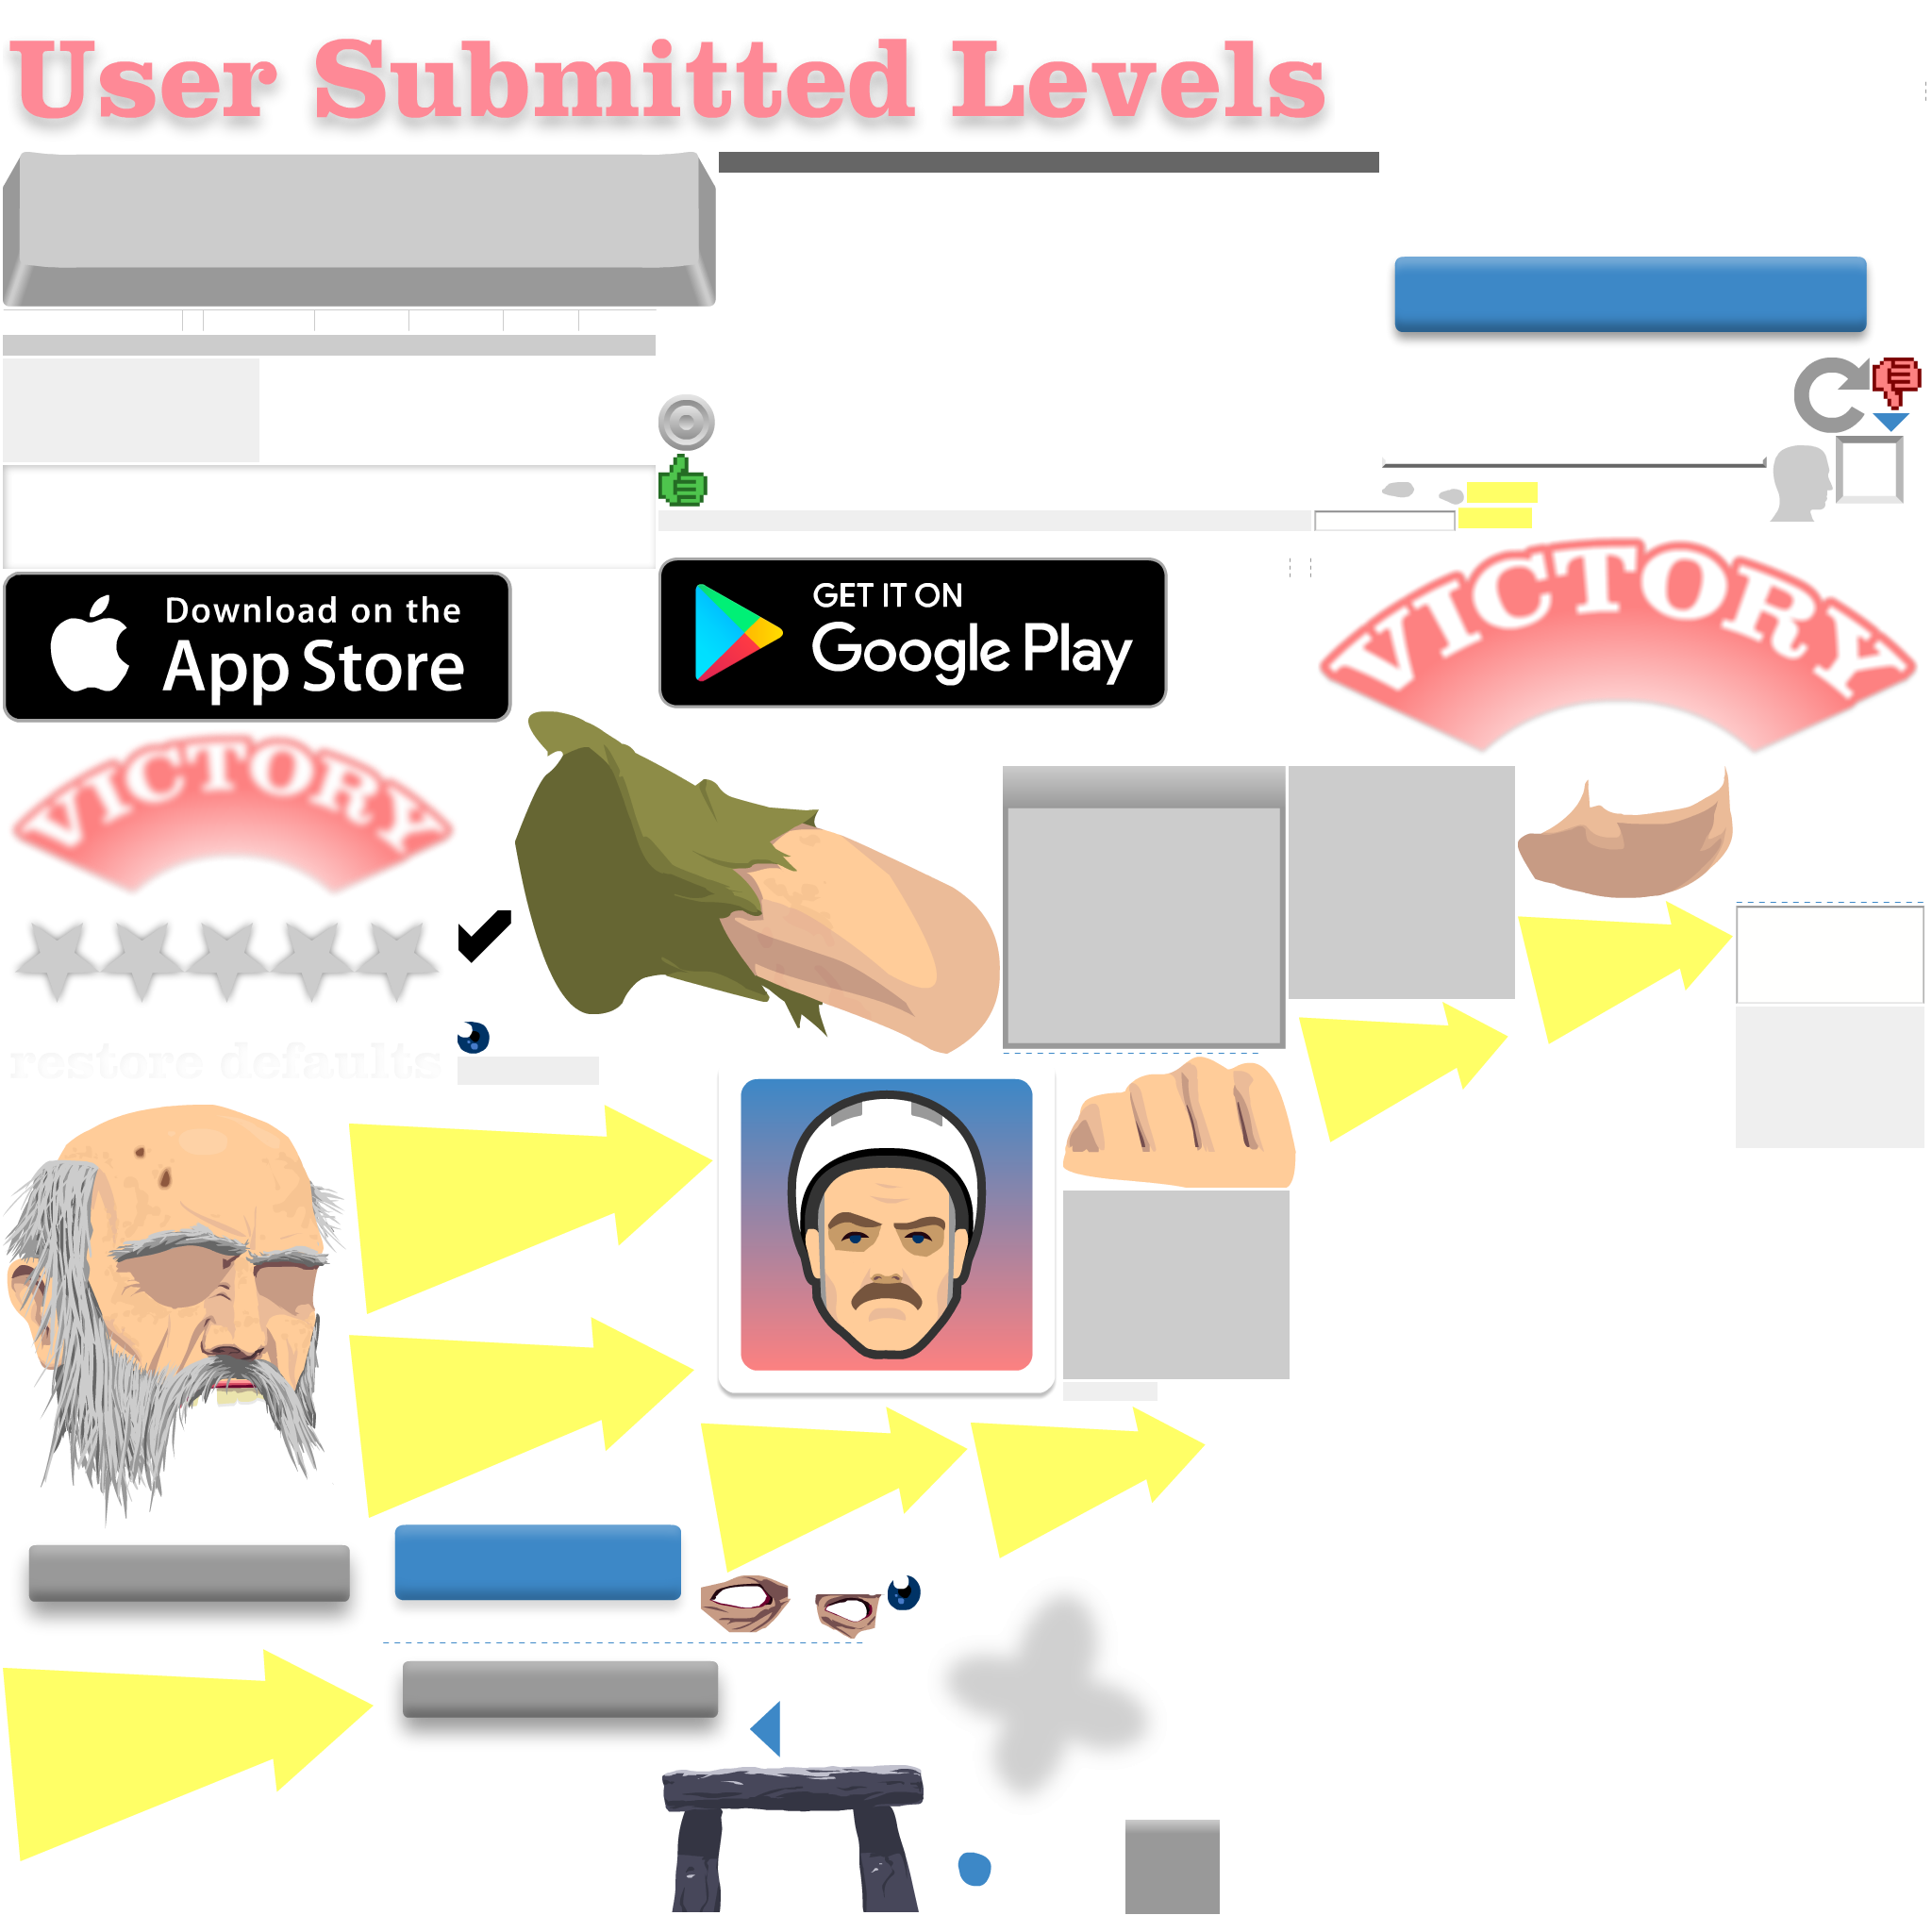 User Submitted Levels
Download on the
App Store
GET IT ON
Google Play
VICTORY
VICTORY
restore defaults